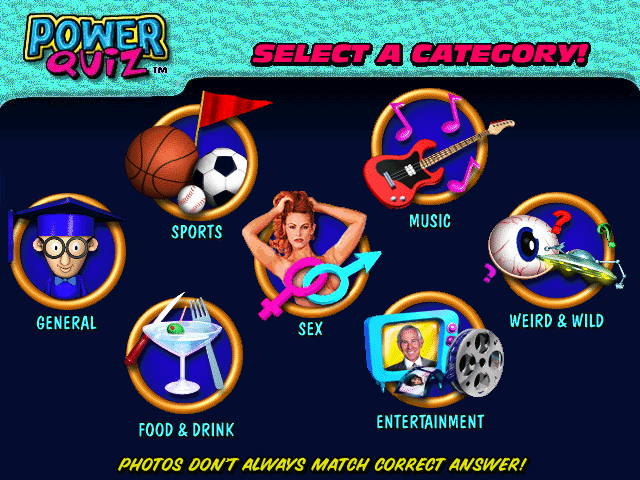 POWER
QUIZ™
SELECT A CATEGORY!
SPORTS
MUSIC
GENERAL
SEX
WEIRD & WILD
FOOD & DRINK
ENTERTAINMENT
PHOTOS DON'T ALWAYS MATCH CORRECT ANSWER!